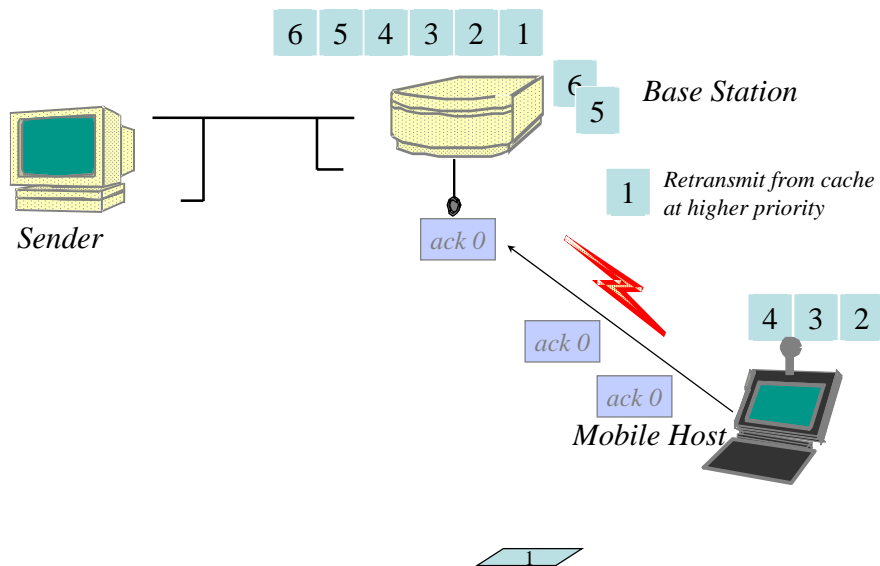 6 5 4 3 2 1
6
5
Base Station
1
Retransmit from cache
at higher priority
Sender
ack 0
ack 0
ack 0
4 3 2
Mobile Host
1